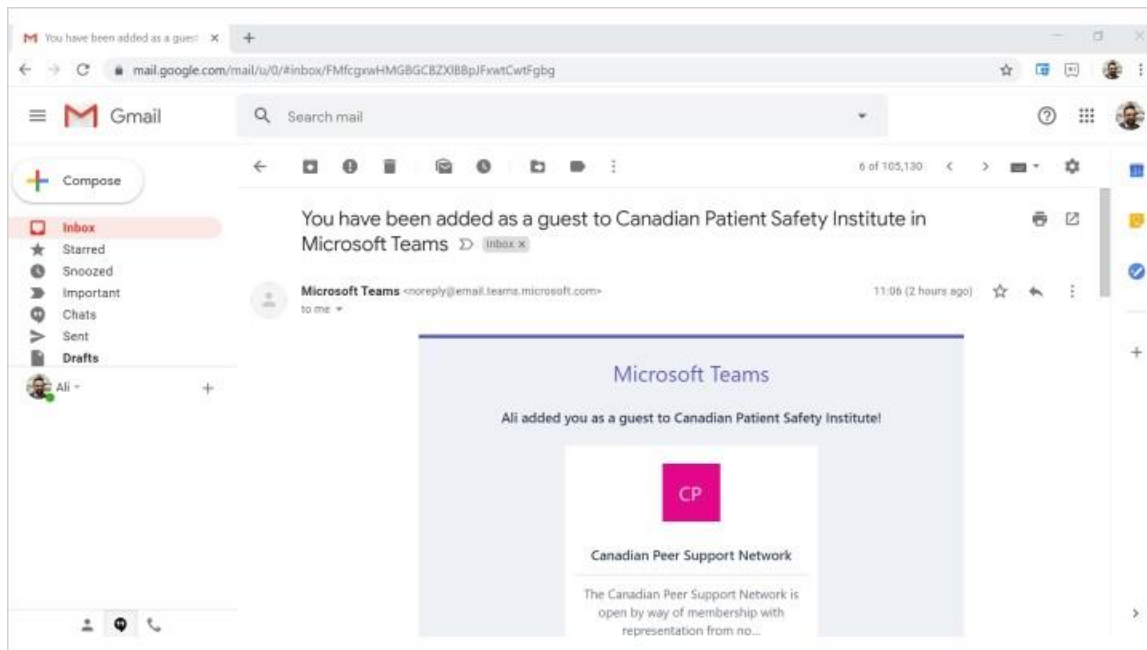 You have been added as a guest
mail.google.com/mail/u/0/#inbox/FMfcgxwHMGBGCBZXlBBpJFxwtCwtFgbg
Gmail
Search mail
Compose
6 of 105,130
You have been added as a guest to Canadian Patient Safety Institute in
Microsoft Teams Inbox x
Inbox
Starred
Snoozed
Important
Chats
Sent
Drafts
Ali
Microsoft Teams <noreply@email.teams.microsoft.com> 11:06 (2 hours ago)
to me
Microsoft Teams
Ali added you as a guest to Canadian Patient Safety Institute!
CP
Canadian Peer Support Network
The Canadian Peer Support Network is
open by way of membership with
representation from no...